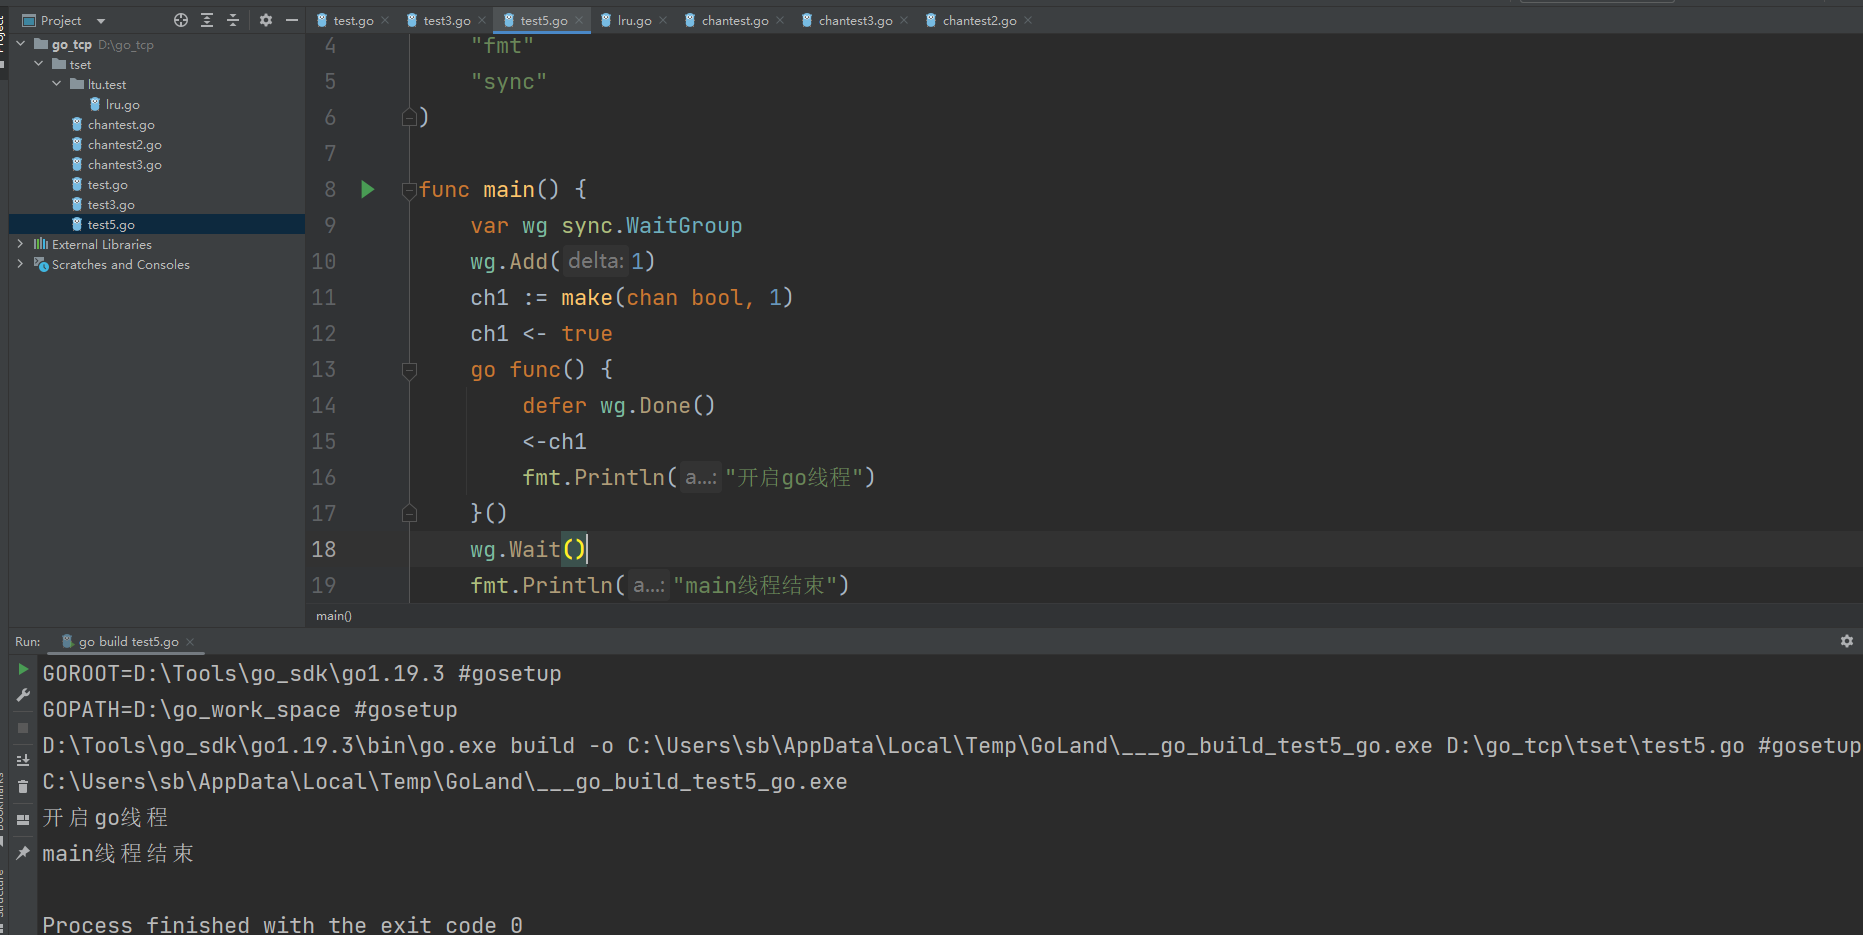 Project
test.go
test3.go
test5.go
lru.go
chantest.go
chantest3.go
chantest2.go
go_tcp D:\go_tcp
tset
ltu.test
lru.go
chantest.go
chantest2.go
chantest3.go
test.go
test3.go
test5.go
External Libraries
Scratches and Consoles
4 "fmt"
5 "sync"
6 )
7
8 func main() {
9 var wg sync.WaitGroup
10 wg.Add( delta: 1)
11 ch1 := make(chan bool, 1)
12 ch1 <- true
13 go func() {
14 defer wg.Done()
15 <-ch1
16 fmt.Println( a...: "开启go线程")
17 }()
18 wg.Wait()
19 fmt.Println( a...: "main线程结束")
main()
Run: go build test5.go
GOROOT=D:\Tools\go_sdk\go1.19.3 #gosetup
GOPATH=D:\go_work_space #gosetup
D:\Tools\go_sdk\go1.19.3\bin\go.exe build -o C:\Users\sb\AppData\Local\Temp\GoLand\___go_build_test5_go.exe D:\go_tcp\tset\test5.go #gosetup
C:\Users\sb\AppData\Local\Temp\GoLand\___go_build_test5_go.exe
开启go线程
main线程结束
Process finished with the exit code 0